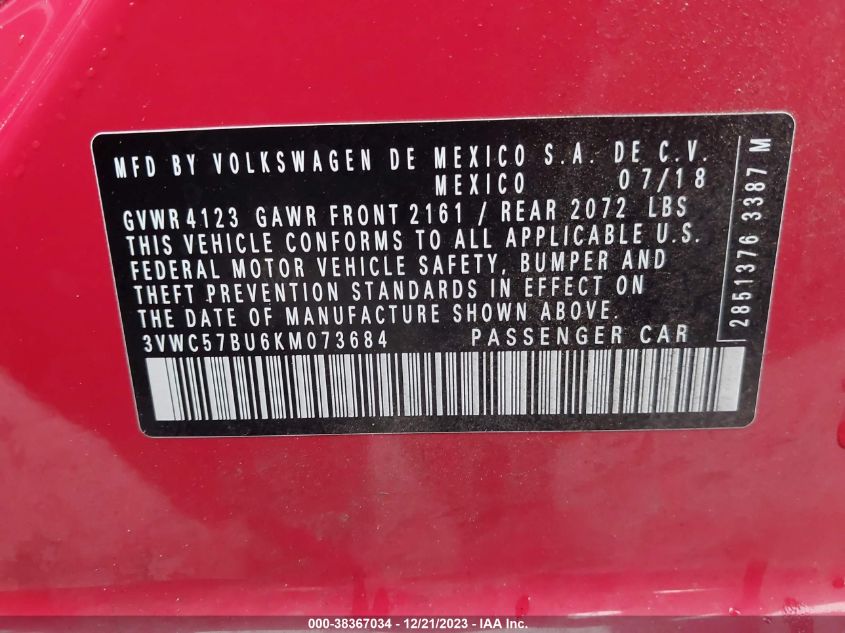 MFD BY VOLKSWAGEN DE MEXICO S.A. DE C.V.
MEXICO 07/18
GVWR 4123 GAWR FRONT 2161 / REAR 2072 LBS
THIS VEHICLE CONFORMS TO ALL APPLICABLE U.S.
FEDERAL MOTOR VEHICLE SAFETY, BUMPER AND
THEFT PREVENTION STANDARDS IN EFFECT ON
THE DATE OF MANUFACTURE SHOWN ABOVE.
3VWC57BU6KM073684 PASSENGER CAR
2851376 3387 M
000-38367034 - 12/21/2023 - IAA Inc.